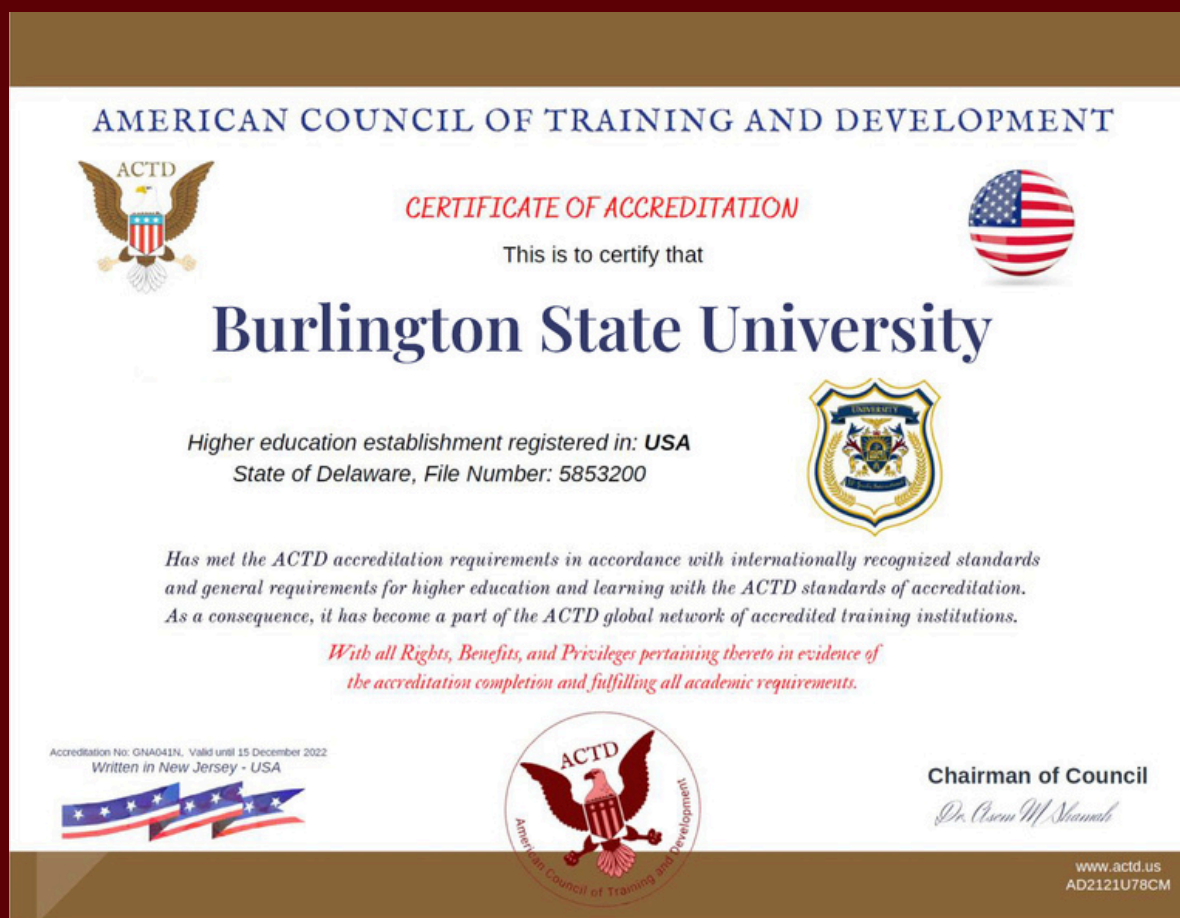 AMERICAN COUNCIL OF TRAINING AND DEVELOPMENT
ACTD
CERTIFICATE OF ACCREDITATION
This is to certify that
Burlington State University
UNIVERSITY
Higher education establishment registered in: USA
State of Delaware, File Number: 5853200
Has met the ACTD accreditation requirements in accordance with internationally recognized standards
and general requirements for higher education and learning with the ACTD standards of accreditation.
As a consequence, it has become a part of the ACTD global network of accredited training institutions.
With all Rights, Benefits, and Privileges pertaining thereto in evidence of
the accreditation completion and fulfilling all academic requirements.
Accreditation No: GNA041N, Valid until 15 December 2022
Written in New Jersey - USA
ACTD
American Council of Training and Development
Chairman of Council
Dr. Asem M Shamah
www.actd.us
AD2121U78CM